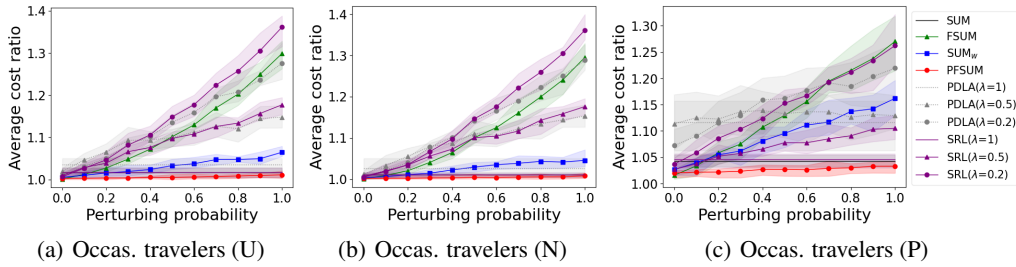 Average cost ratio
1.4
1.3
1.2
1.1
1.0
0.0 0.2 0.4 0.6 0.8 1.0
Perturbing probability
(a) Occas. travelers (U)
Average cost ratio
1.4
1.3
1.2
1.1
1.0
0.0 0.2 0.4 0.6 0.8 1.0
Perturbing probability
(b) Occas. travelers (N)
Average cost ratio
1.30
1.25
1.20
1.15
1.10
1.05
1.00
0.0 0.2 0.4 0.6 0.8 1.0
Perturbing probability
(c) Occas. travelers (P)
SUM
FSUM
SUMw
PFSUM
PDLA(λ=1)
PDLA(λ=0.5)
PDLA(λ=0.2)
SRL(λ=1)
SRL(λ=0.5)
SRL(λ=0.2)